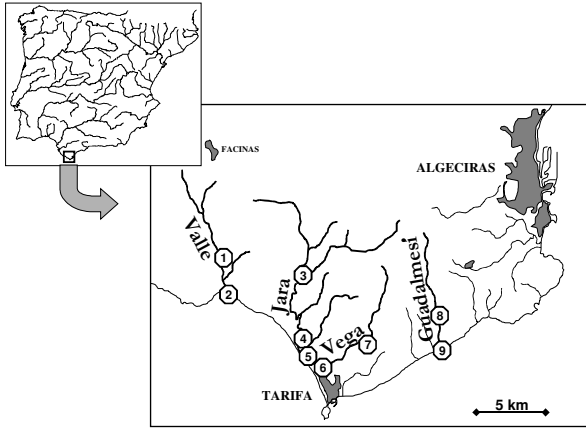 FACINAS
ALGECIRAS
Valle
Guadalmesí
1
3
Jara
2
8
4
Vega
7
5
9
6
TARIFA
5 km